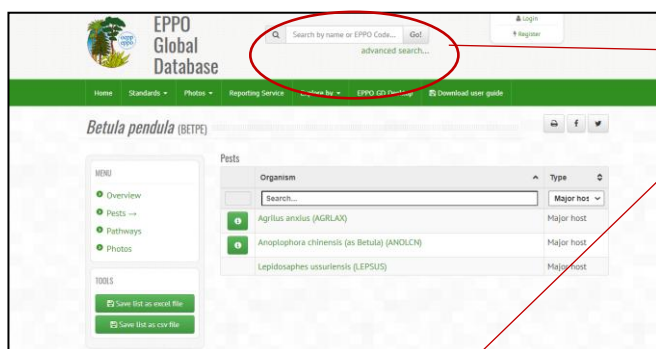 EPPO
Global
Database
Search by name or EPPO Code... Go!
advanced search...
Login
Register
Home Standards Photos Reporting Service Explore by EPPO GD Desktop Download user guide
Betula pendula (BETPE)
MENU
Overview
Pests →
Pathways
Photos
TOOLS
Save list as excel file
Save list as csv file
Pests
Organism Type
Search... Major hos
Agrilus anxius (AGRLAX) Major host
Anoplophora chinensis (as Betula) (ANOLCN) Major host
Lepidosaphes ussuriensis (LEPSUS) Major host